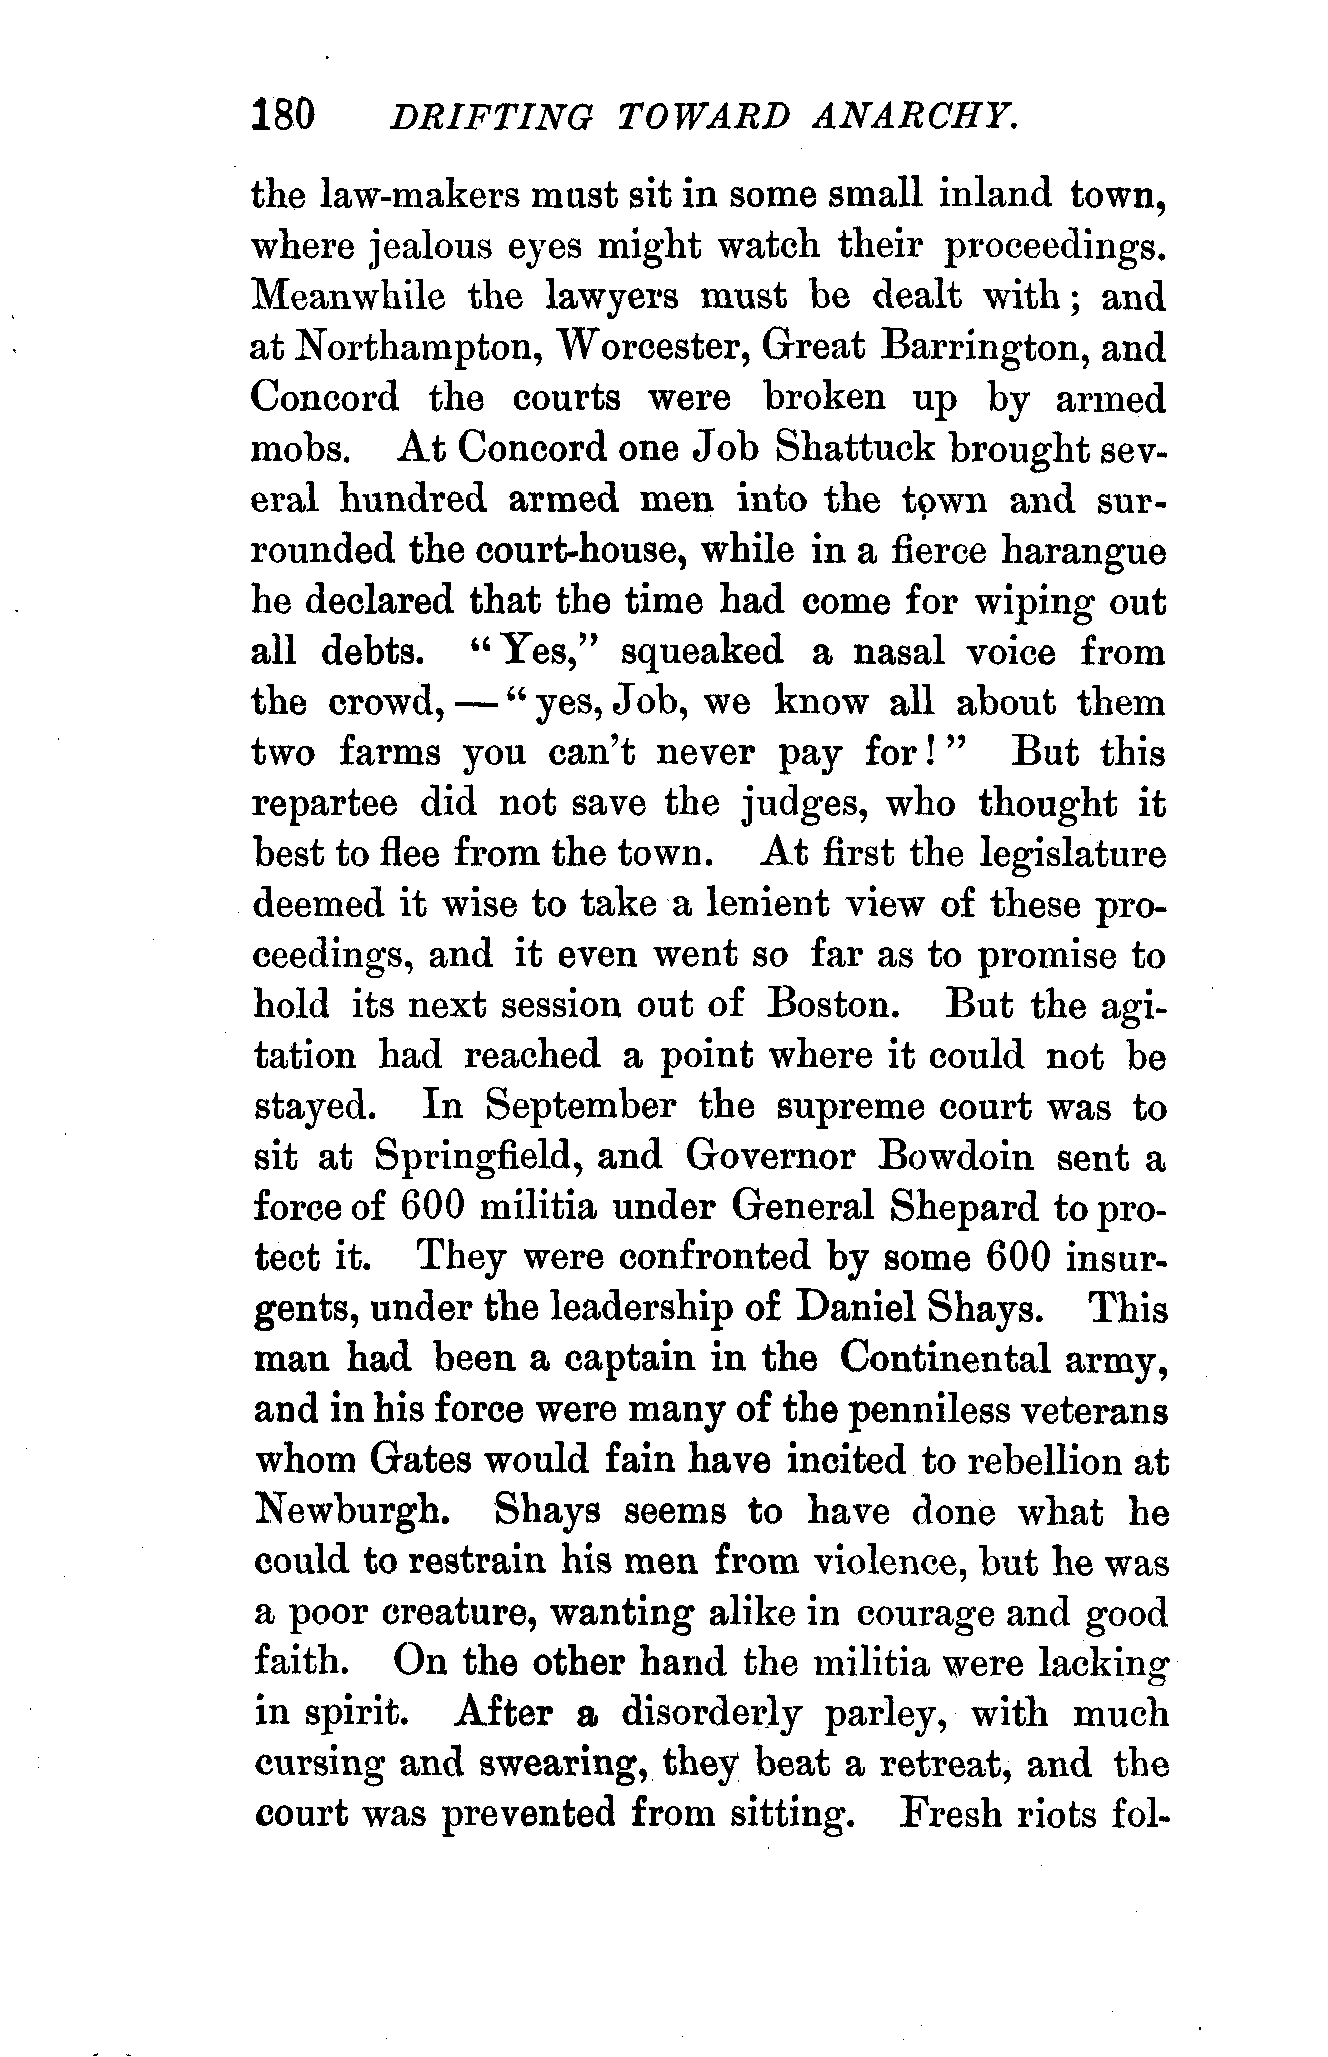 180 DRIFTING TOWARD ANARCHY.
the law-makers must sit in some small inland town,
where jealous eyes might watch their proceedings.
Meanwhile the lawyers must be dealt with; and
at Northampton, Worcester, Great Barrington, and
Concord the courts were broken up by armed
mobs. At Concord one Job Shattuck brought sev-
eral hundred armed men into the town and sur-
rounded the court-house, while in a fierce harangue
he declared that the time had come for wiping out
all debts. "Yes," squeaked a nasal voice from
the crowd,—"yes, Job, we know all about them
two farms you can't never pay for!" But this
repartee did not save the judges, who thought it
best to flee from the town. At first the legislature
deemed it wise to take a lenient view of these pro-
ceedings, and it even went so far as to promise to
hold its next session out of Boston. But the agi-
tation had reached a point where it could not be
stayed. In September the supreme court was to
sit at Springfield, and Governor Bowdoin sent a
force of 600 militia under General Shepard to pro-
tect it. They were confronted by some 600 insur-
gents, under the leadership of Daniel Shays. This
man had been a captain in the Continental army,
and in his force were many of the penniless veterans
whom Gates would fain have incited to rebellion at
Newburgh. Shays seems to have done what he
could to restrain his men from violence, but he was
a poor creature, wanting alike in courage and good
faith. On the other hand the militia were lacking
in spirit. After a disorderly parley, with much
cursing and swearing, they beat a retreat, and the
court was prevented from sitting. Fresh riots fol-